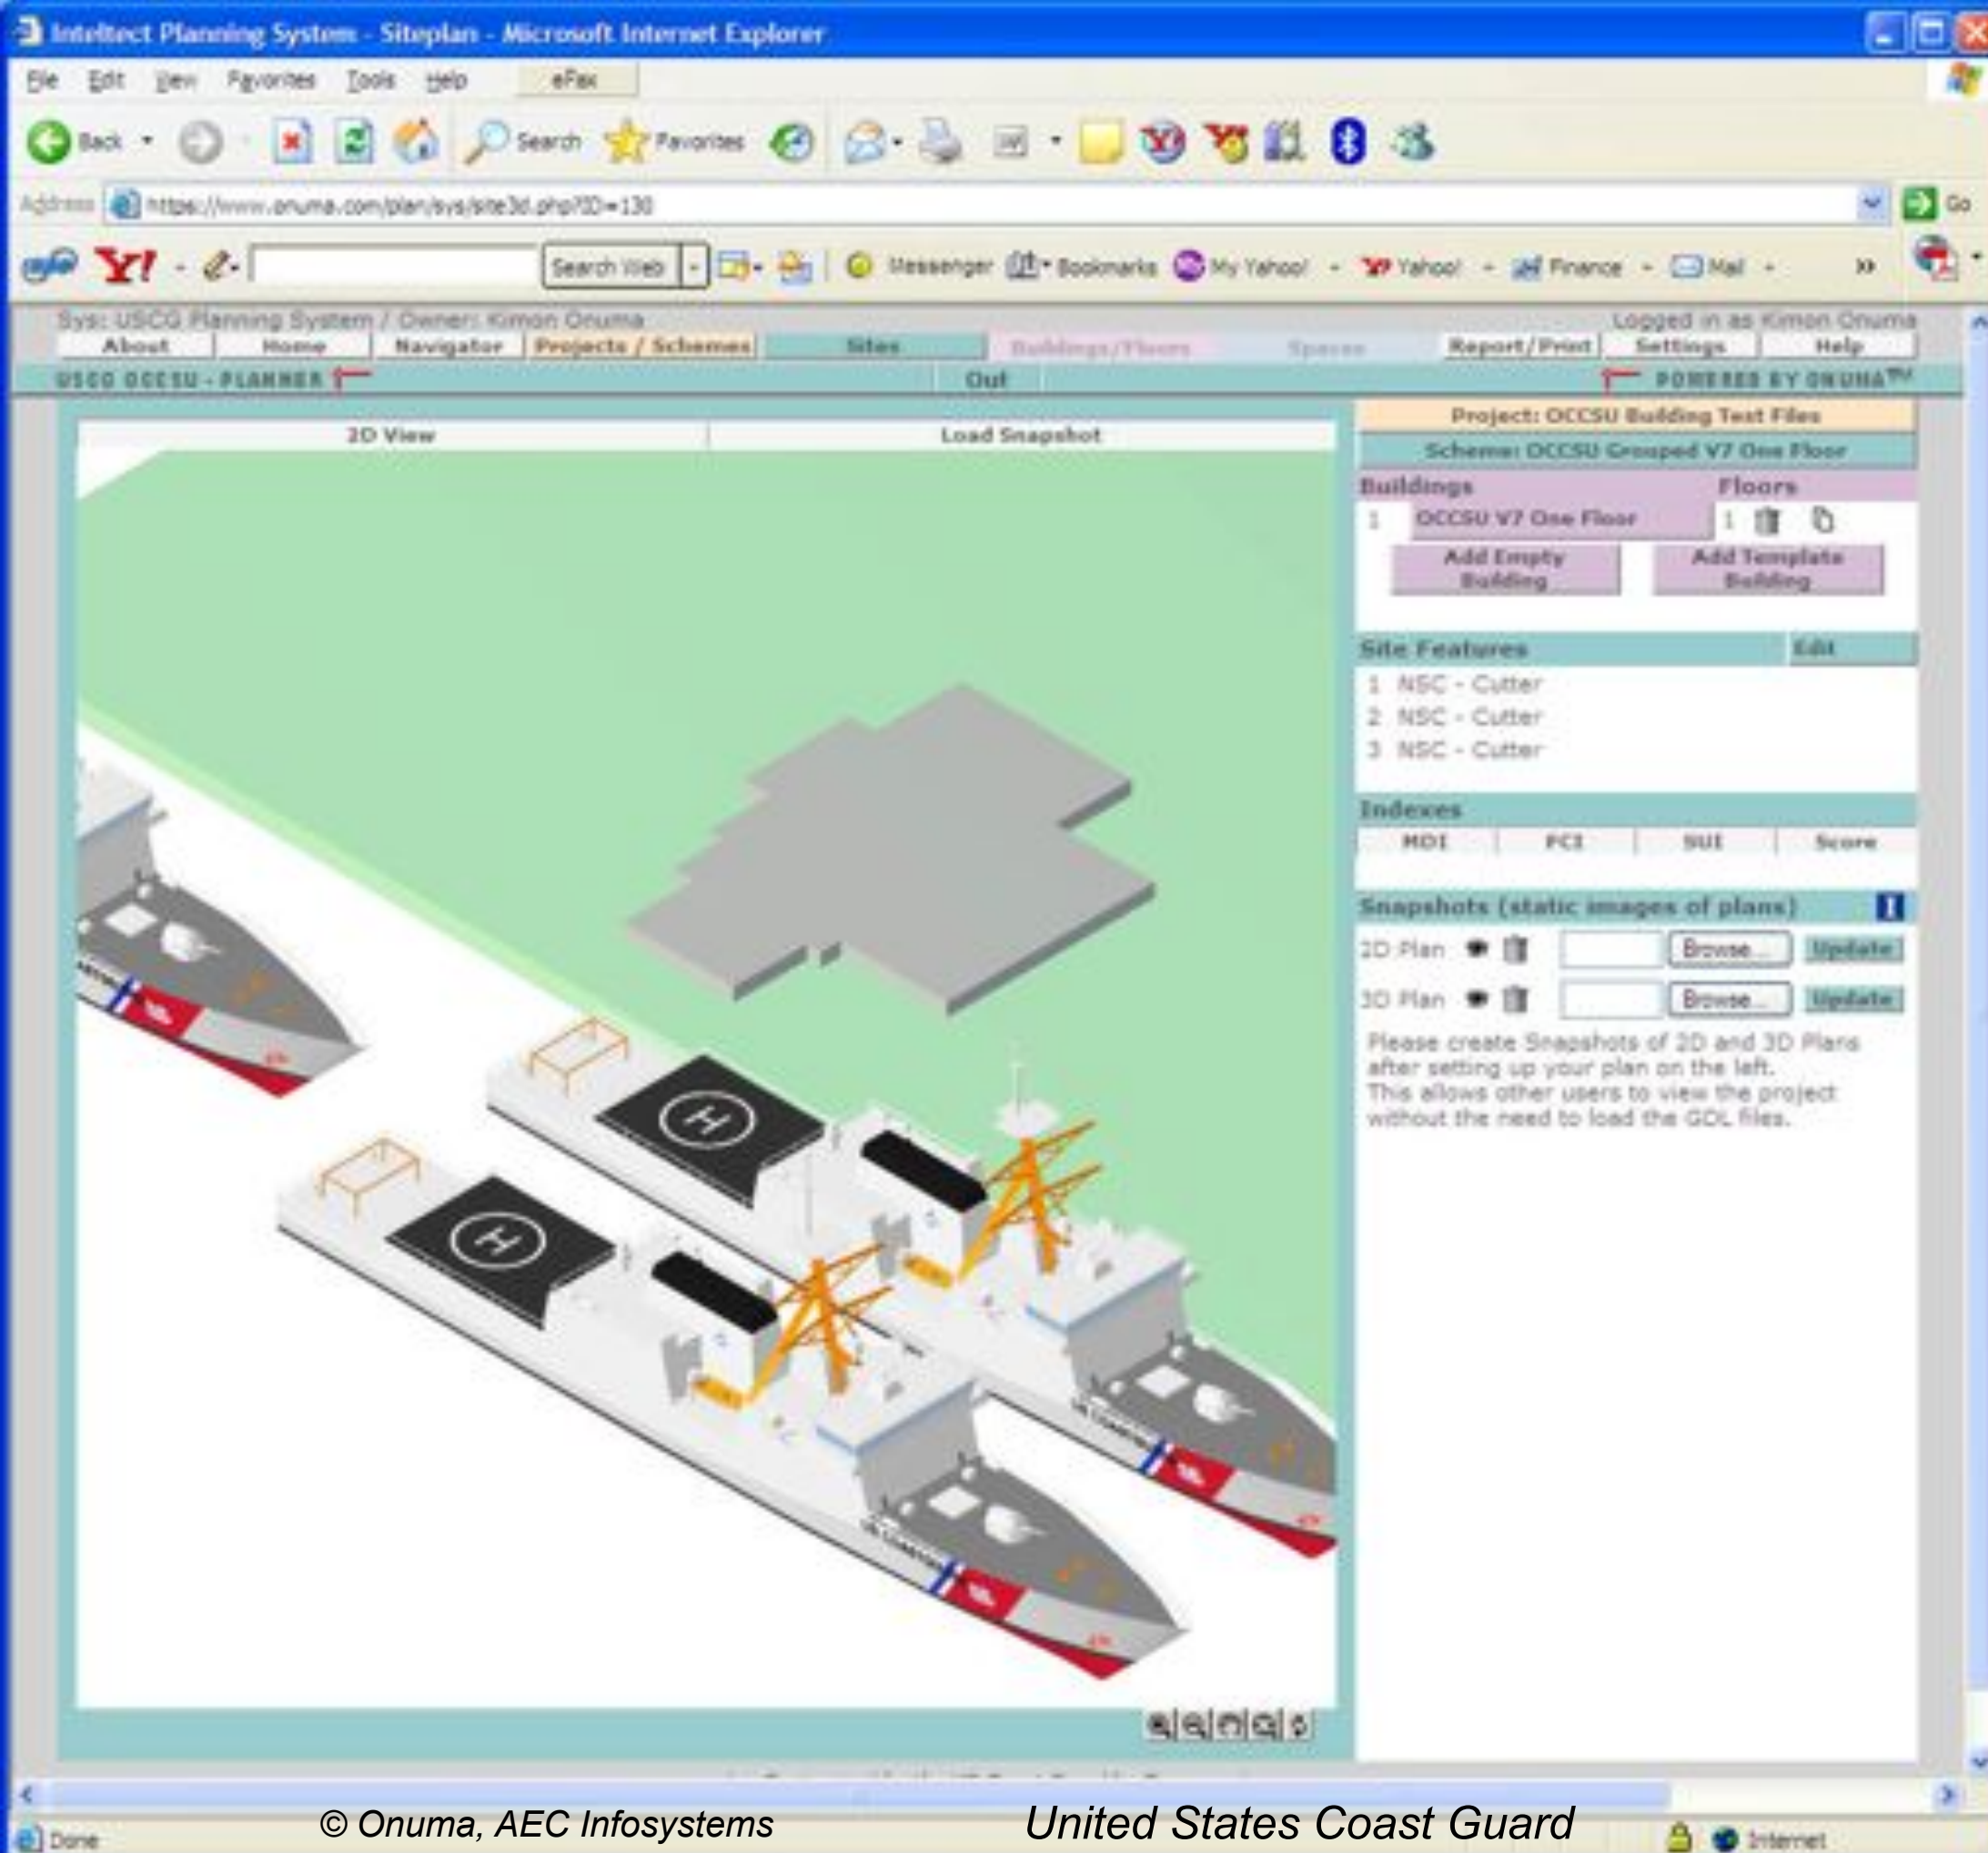 Inteltect Planning System - Siteplan - Microsoft Internet Explorer
File Edit View Favorites Tools Help eFax
Back Search Favorites
Address https://www.onuma.com/plan/sys/site3d.php?ID=130 Go
Y! Search Web Messenger Bookmarks My Yahoo! Yahoo! Finance Mail »
Sys: USCG Planning System / Owner: Kimon Onuma Logged in as Kimon Onuma
About Home Navigator Projects / Schemes Sites Buildings/Floors Spaces Report/Print Settings Help
USCG OCCSU - PLANNER Out POWERED BY ONUMA™
2D View Load Snapshot
Project: OCCSU Building Test Files
Scheme: OCCSU Grouped V7 One Floor
Buildings Floors
1 OCCSU V7 One Floor 1
Add Empty Building Add Template Building
Site Features Edit
1 NSC - Cutter
2 NSC - Cutter
3 NSC - Cutter
Indexes
MDI FCI SUI Score
Snapshots (static images of plans) I
2D Plan Browse... Update
3D Plan Browse... Update
Please create Snapshots of 2D and 3D Plans
after setting up your plan on the left.
This allows other users to view the project
without the need to load the GDL files.
H
H
© Onuma, AEC Infosystems United States Coast Guard
Done Internet